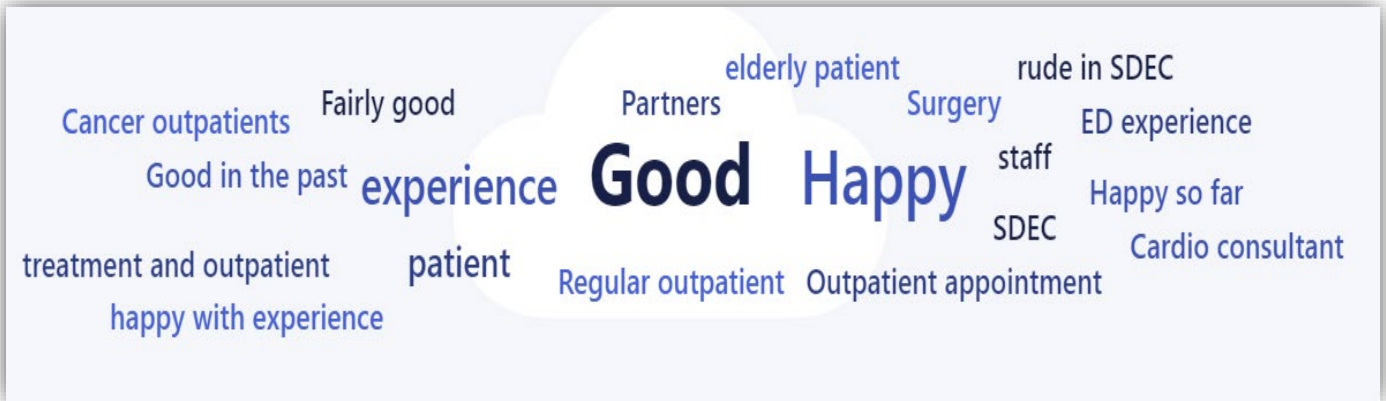 elderly patient
rude in SDEC
Fairly good
Partners
Surgery
Cancer outpatients
ED experience
Good in the past
experience
Good
Happy
staff
Happy so far
SDEC
Cardio consultant
treatment and outpatient
patient
Regular outpatient
Outpatient appointment
happy with experience